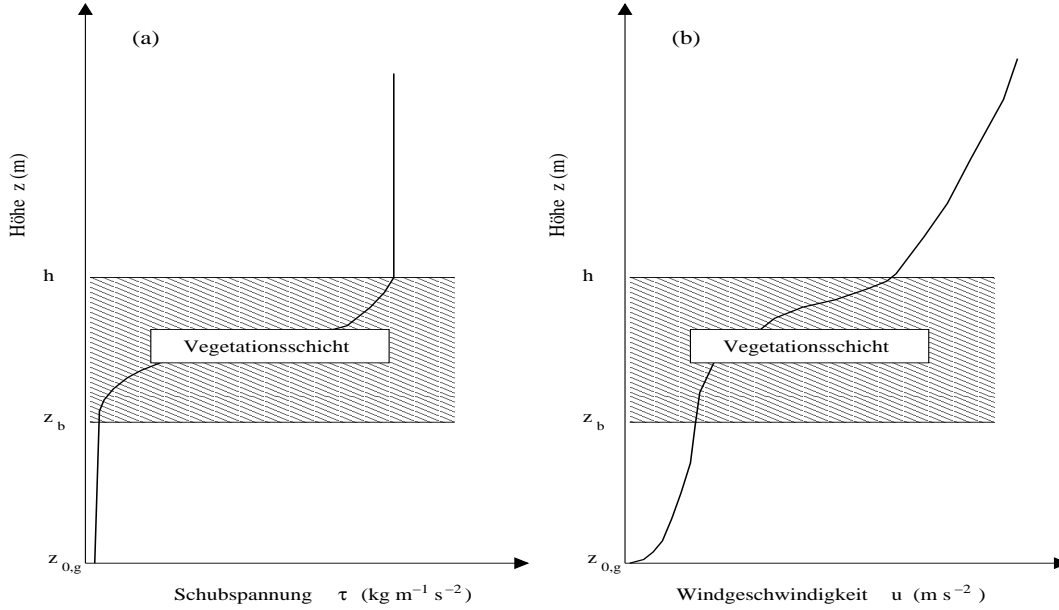 (a)
Höhe z (m)
h
Vegetationsschicht
z b
z 0,g
Schubspannung τ (kg m⁻¹ s⁻²)
(b)
Höhe z (m)
h
Vegetationsschicht
z b
z 0,g
Windgeschwindigkeit u (m s⁻²)